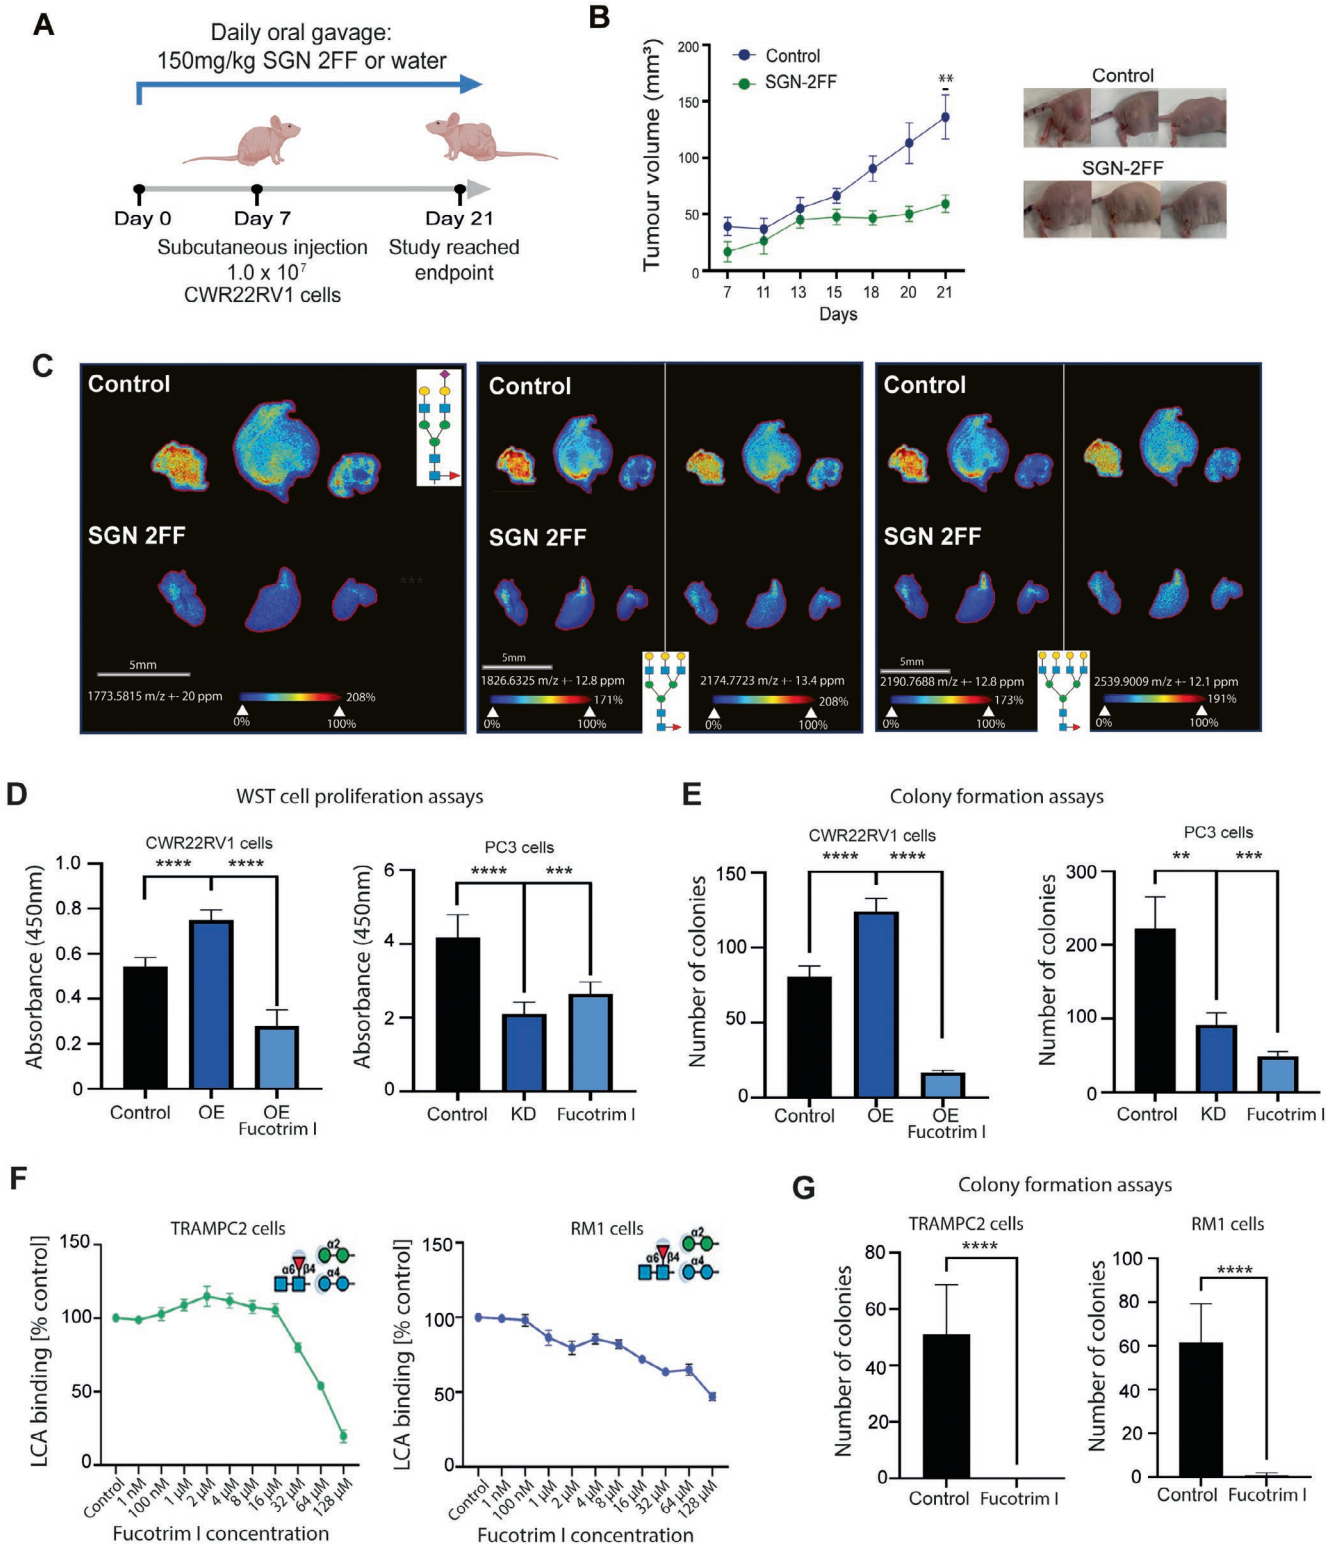 A
Daily oral gavage:
150mg/kg SGN 2FF or water
Day 0
Day 7
Day 21
Subcutaneous injection
1.0 x 10⁷
CWR22RV1 cells
Study reached
endpoint
B
Tumour volume (mm³)
200
150
100
50
0
Control
SGN-2FF
**
7 11 13 15 18 20 21
Days
Control
SGN-2FF
C
Control
SGN 2FF
***
5mm
1773.5815 m/z +- 20 ppm
208%
0%
100%
Control
SGN 2FF
5mm
1826.6325 m/z +- 12.8 ppm
171%
0%
100%
2174.7723 m/z +- 13.4 ppm
208%
0%
100%
Control
SGN 2FF
5mm
2190.7688 m/z +- 12.8 ppm
173%
0%
100%
2539.9009 m/z +- 12.1 ppm
191%
0%
100%
D
WST cell proliferation assays
CWR22RV1 cells
**** ****
Absorbance (450nm)
1.0
0.8
0.6
0.4
0.2
0
Control OE OE
Fucotrim I
PC3 cells
**** ***
Absorbance (450nm)
6
4
2
0
Control KD Fucotrim I
E
Colony formation assays
CWR22RV1 cells
**** ****
Number of colonies
150
100
50
0
Control OE OE
Fucotrim I
PC3 cells
** ***
Number of colonies
300
200
100
0
Control KD Fucotrim I
F
TRAMPC2 cells
LCA binding [% control]
150
100
50
0
α2
α6 β4 α4
Control 1 nM 100 nM 1 µM 2 µM 4 µM 8 µM 16 µM 32 µM 64 µM 128 µM
Fucotrim I concentration
RM1 cells
LCA binding [% control]
150
100
50
0
α2
α6 β4 α4
Control 1 nM 100 nM 1 µM 2 µM 4 µM 8 µM 16 µM 32 µM 64 µM 128 µM
Fucotrim I concentration
G
Colony formation assays
TRAMPC2 cells
****
Number of colonies
80
60
40
20
0
Control Fucotrim I
RM1 cells
****
Number of colonies
100
80
60
40
20
0
Control Fucotrim I